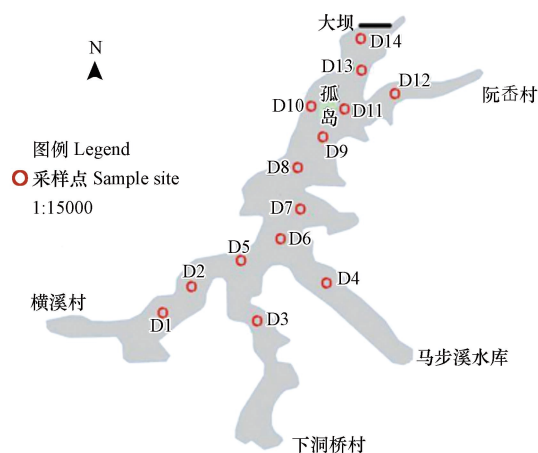 大坝
D14
N
D13
D12
孤岛
阮岙村
D10
D11
图例 Legend
D9
采样点 Sample site
D8
1:15000
D7
D6
D5
D2
D4
横溪村
D1
D3
马步溪水库
下洞桥村